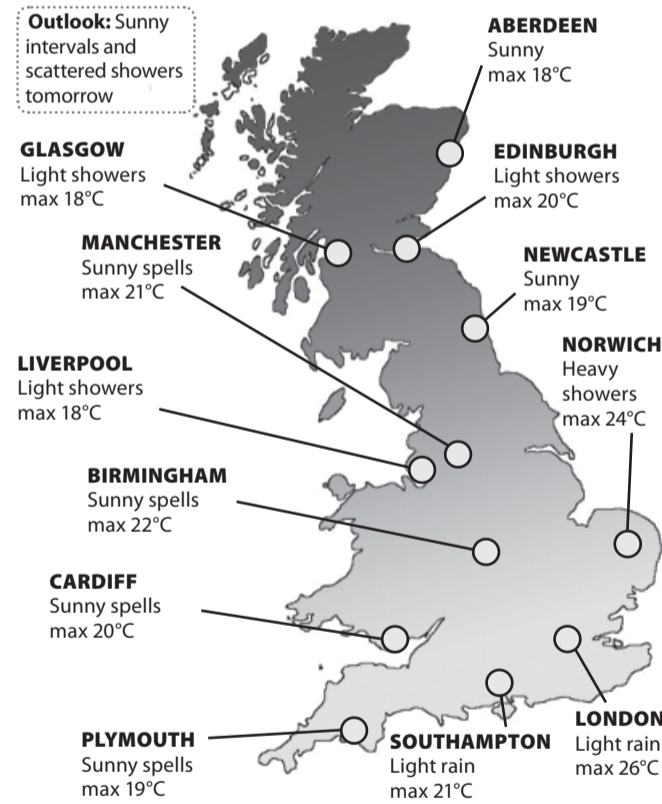 Outlook: Sunny
intervals and
scattered showers
tomorrow
ABERDEEN
Sunny
max 18°C
GLASGOW
Light showers
max 18°C
EDINBURGH
Light showers
max 20°C
MANCHESTER
Sunny spells
max 21°C
NEWCASTLE
Sunny
max 19°C
NORWICH
Heavy
showers
max 24°C
LIVERPOOL
Light showers
max 18°C
BIRMINGHAM
Sunny spells
max 22°C
CARDIFF
Sunny spells
max 20°C
PLYMOUTH
Sunny spells
max 19°C
SOUTHAMPTON
Light rain
max 21°C
LONDON
Light rain
max 26°C